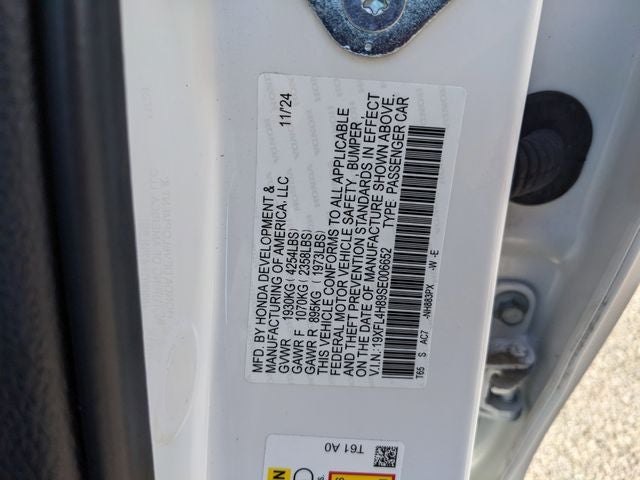 MFD. BY HONDA DEVELOPMENT &
MANUFACTURING OF AMERICA, LLC 11/'24
GVWR 1930KG( 4254LBS)
GAWR F 1070KG( 2358LBS)
GAWR R 895KG ( 1973LBS)
THIS VEHICLE CONFORMS TO ALL APPLICABLE
FEDERAL MOTOR VEHICLE SAFETY, BUMPER,
AND THEFT PREVENTION STANDARDS IN EFFECT
ON THE DATE OF MANUFACTURE SHOWN ABOVE.
V.I.N.:19XFL4H89SE006652 TYPE: PASSENGER CAR
T65 S AC7 -NH883PX -W -E
T61 A0